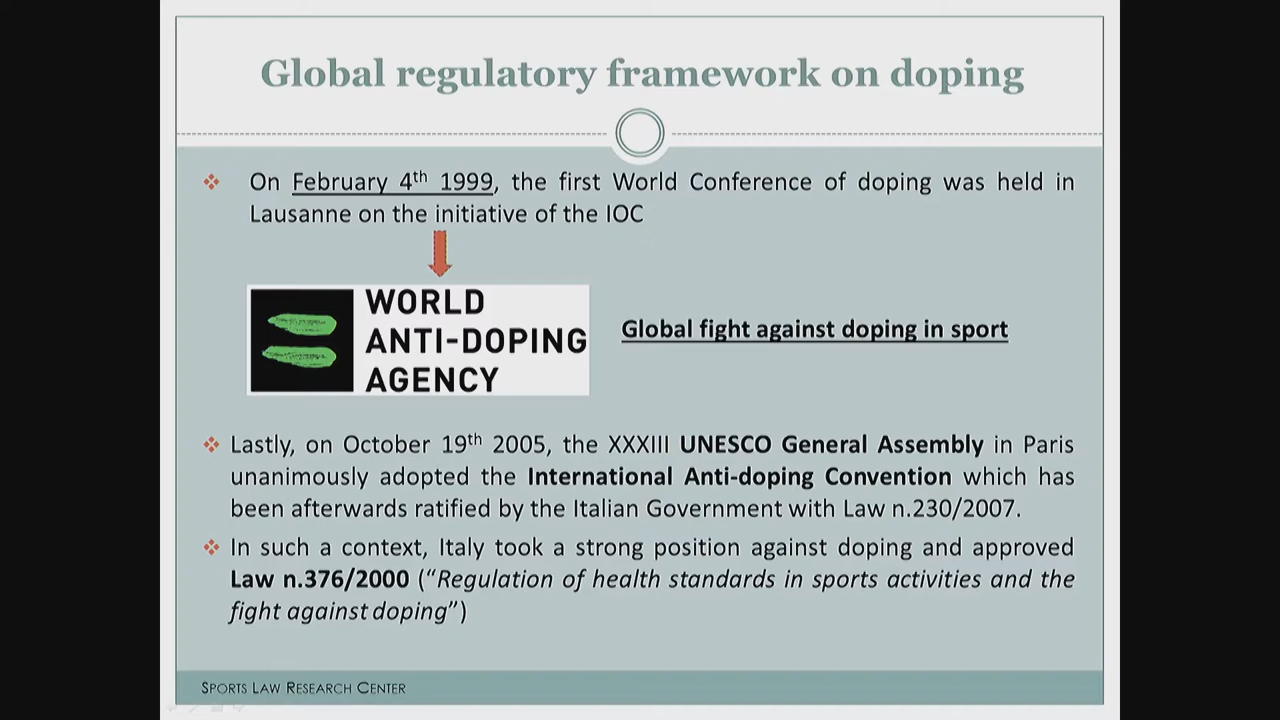 Global regulatory framework on doping
On February 4th 1999, the first World Conference of doping was held in
Lausanne on the initiative of the IOC
WORLD
ANTI-DOPING
AGENCY
Global fight against doping in sport
Lastly, on October 19th 2005, the XXXIII UNESCO General Assembly in Paris
unanimously adopted the International Anti-doping Convention which has
been afterwards ratified by the Italian Government with Law n.230/2007.
In such a context, Italy took a strong position against doping and approved
Law n.376/2000 (“Regulation of health standards in sports activities and the
fight against doping”)
SPORTS LAW RESEARCH CENTER